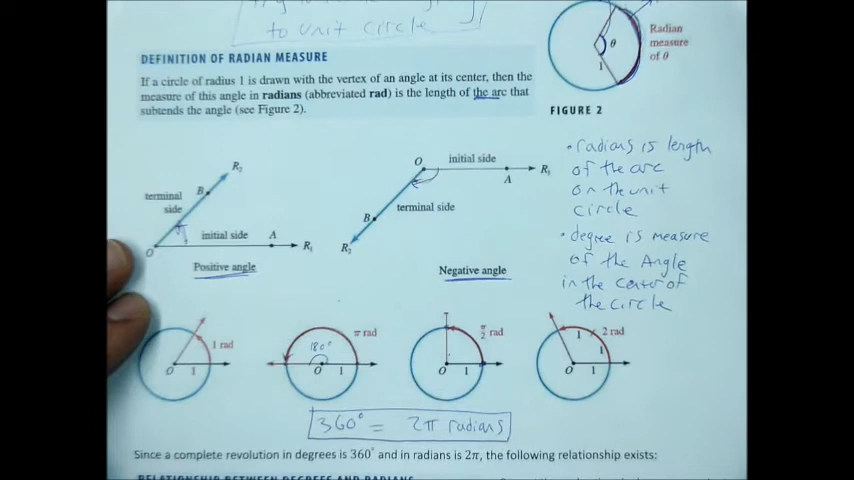 to unit circle
Radian
measure
of θ
θ
1
DEFINITION OF RADIAN MEASURE
If a circle of radius 1 is drawn with the vertex of an angle at its center, then the
measure of this angle in radians (abbreviated rad) is the length of the arc that
subtends the angle (see Figure 2).
FIGURE 2
R₂
B
terminal
side
initial side
A
O
R₁
Positive angle
O
initial side
A
R₁
B
terminal side
R₂
Negative angle
• radians is length
of the arc
on the unit
circle
• degree is measure
of the Angle
in the center of
the circle
1 rad
O
1
π rad
180°
O
1
π/2 rad
O
1
2 rad
1
1
O
1
360° = 2π radians
Since a complete revolution in degrees is 360° and in radians is 2π, the following relationship exists:
RELATIONSHIP BETWEEN DEGREES AND RADIANS